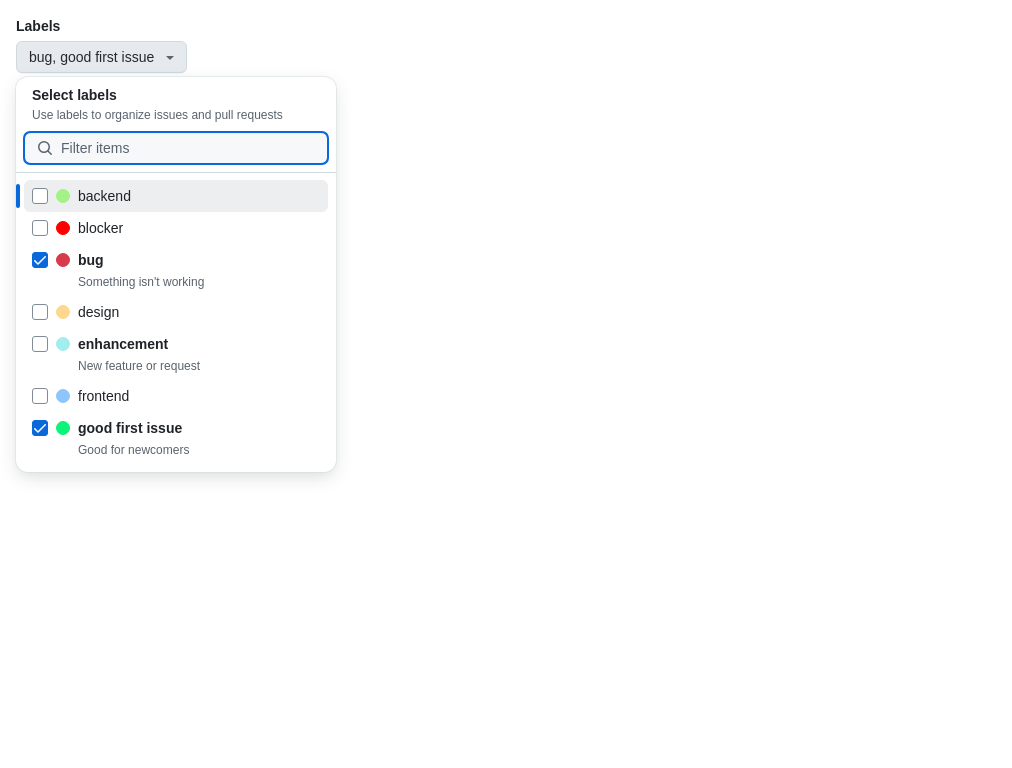 Labels
bug, good first issue
Select labels
Use labels to organize issues and pull requests
Filter items
backend
blocker
bug
Something isn't working
design
enhancement
New feature or request
frontend
good first issue
Good for newcomers